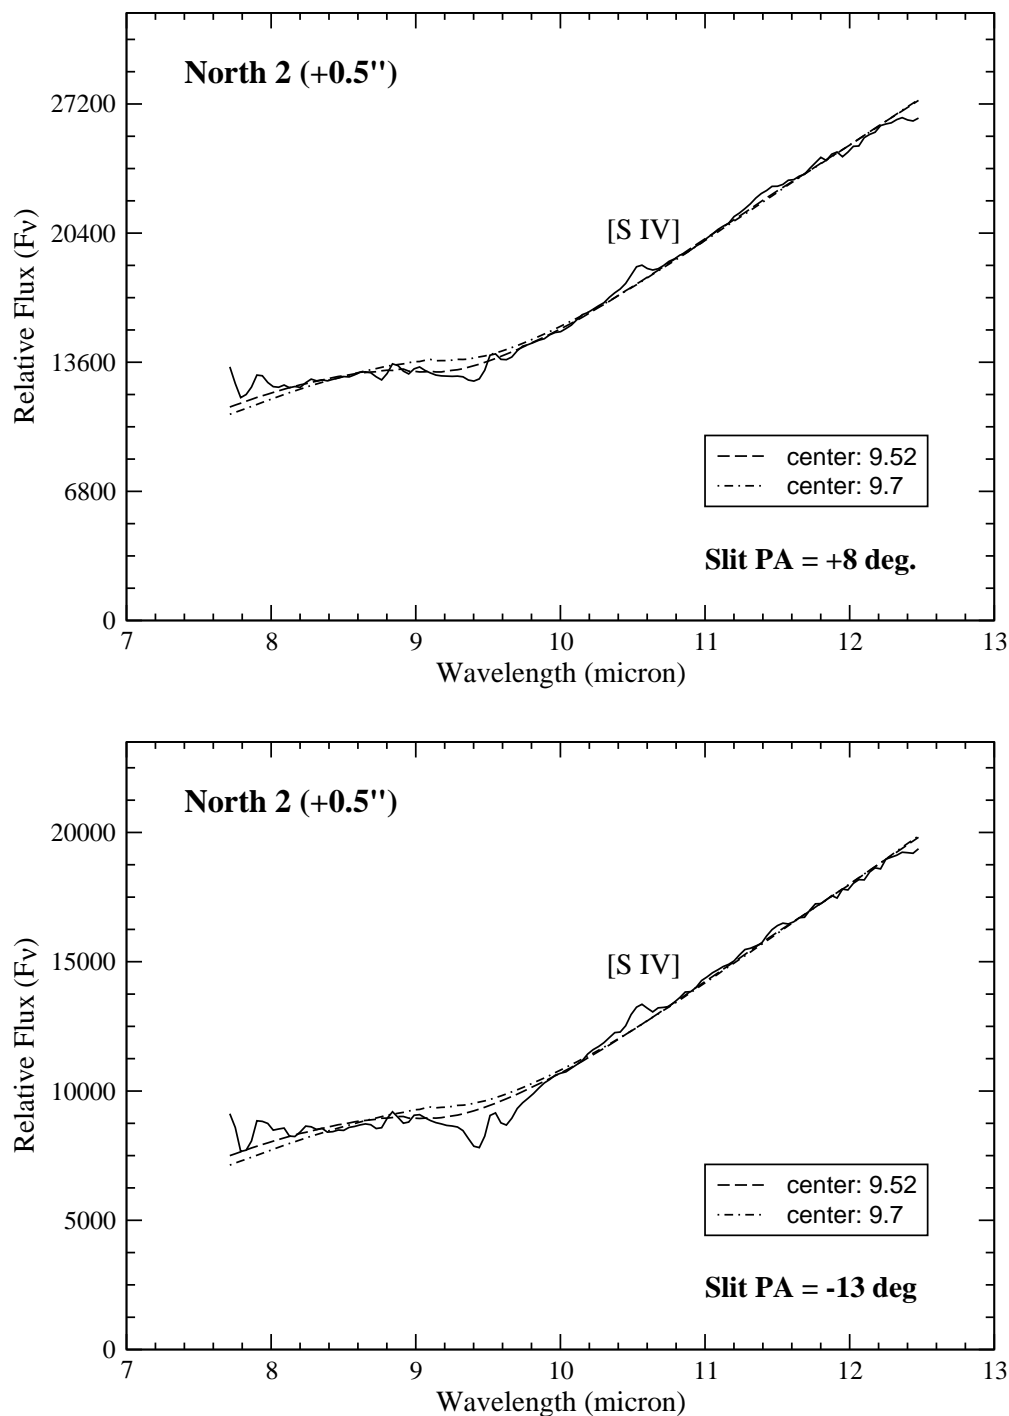 North 2 (+0.5")
27200
20400
13600
6800
0
Relative Flux (Fν)
[S IV]
center: 9.52
center: 9.7
Slit PA = +8 deg.
7 8 9 10 11 12 13
Wavelength (micron)
North 2 (+0.5")
20000
15000
10000
5000
0
Relative Flux (Fν)
[S IV]
center: 9.52
center: 9.7
Slit PA = -13 deg
7 8 9 10 11 12 13
Wavelength (micron)